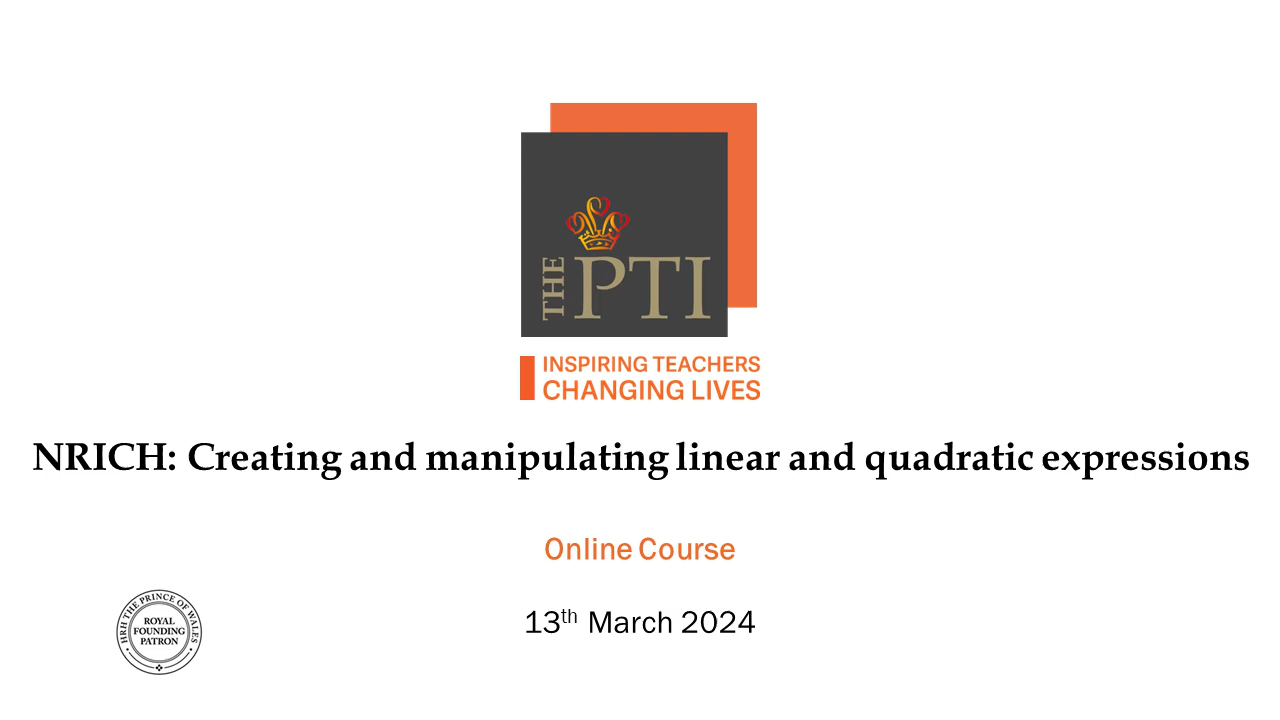 THE PTI
INSPIRING TEACHERS
CHANGING LIVES
NRICH: Creating and manipulating linear and quadratic expressions
Online Course
13th March 2024
HRH THE PRINCE OF WALES
ROYAL
FOUNDING
PATRON